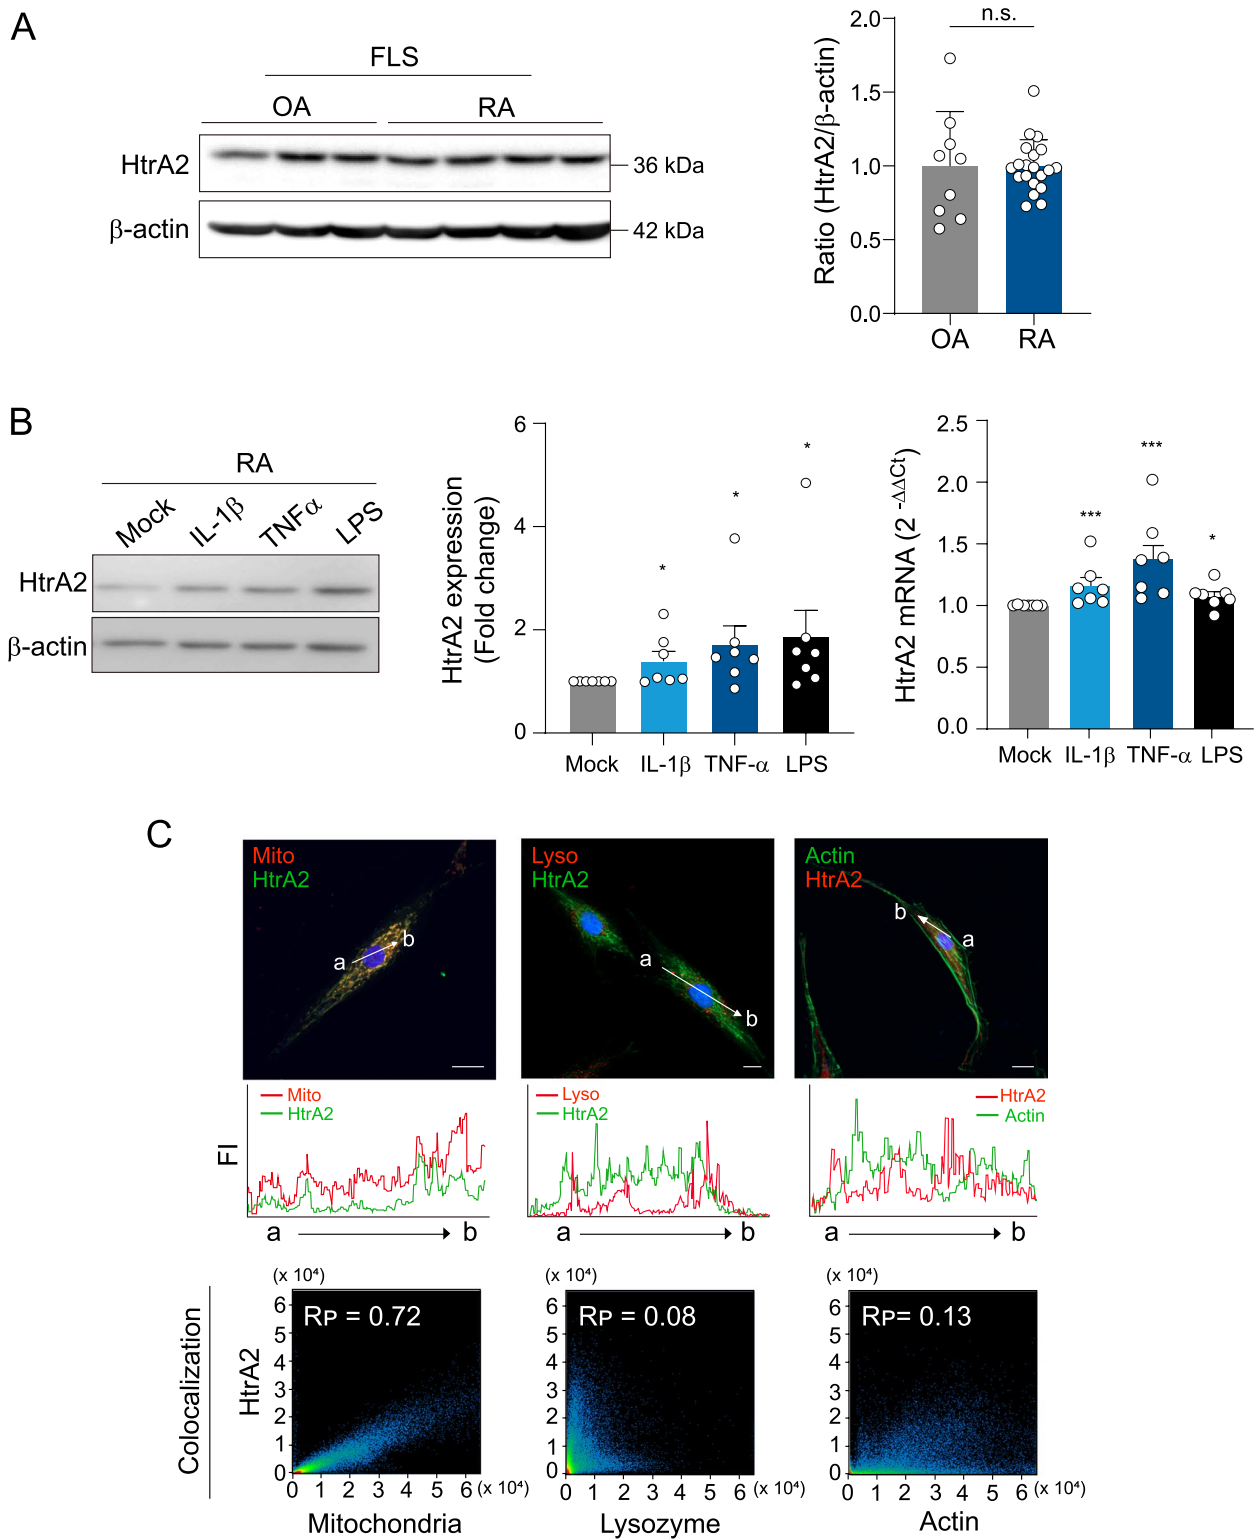 A
FLS
OA
RA
HtrA2
36 kDa
β-actin
42 kDa
n.s.
Ratio (HtrA2/β-actin)
2.0
1.5
1.0
0.5
0.0
OA
RA
B
RA
Mock
IL-1β
TNFα
LPS
HtrA2
β-actin
HtrA2 expression
(Fold change)
6
4
2
0
*
*
*
Mock
IL-1β
TNF-α
LPS
HtrA2 mRNA (2 -ΔΔCt)
2.5
2.0
1.5
1.0
0.5
0.0
***
***
*
Mock
IL-1β
TNF-α
LPS
C
Mito
HtrA2
a
b
Lyso
HtrA2
a
b
Actin
HtrA2
b
a
FI
Mito
HtrA2
a
b
Lyso
HtrA2
a
b
HtrA2
Actin
a
b
Colocalization
HtrA2
(x 10⁴)
6
5
4
3
2
1
0
RP = 0.72
0 1 2 3 4 5 6 (x 10⁴)
Mitochondria
(x 10⁴)
6
5
4
3
2
1
0
RP = 0.08
0 1 2 3 4 5 6 (x 10⁴)
Lysozyme
(x 10⁴)
6
5
4
3
2
1
0
RP= 0.13
0 1 2 3 4 5 6 (x 10⁴)
Actin